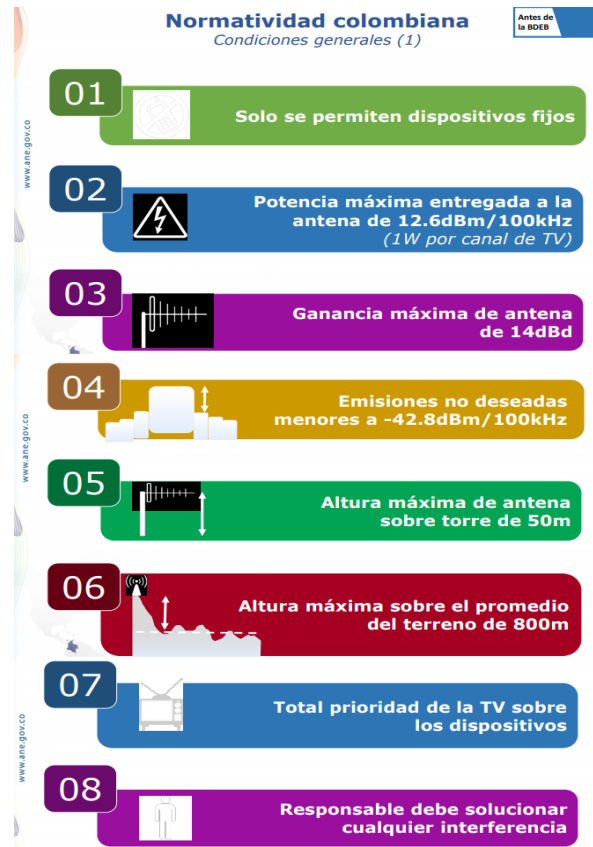 Normatividad colombiana
Condiciones generales (1)
Antes de
la BDEB
01
Solo se permiten dispositivos fijos
www.ane.gov.co
02
Potencia máxima entregada a la
antena de 12.6dBm/100kHz
(1W por canal de TV)
03
Ganancia máxima de antena
de 14dBd
04
Emisiones no deseadas
menores a -42.8dBm/100kHz
www.ane.gov.co
05
Altura máxima de antena
sobre torre de 50m
06
Altura máxima sobre el promedio
del terreno de 800m
07
Total prioridad de la TV sobre
los dispositivos
www.ane.gov.co
08
Responsable debe solucionar
cualquier interferencia